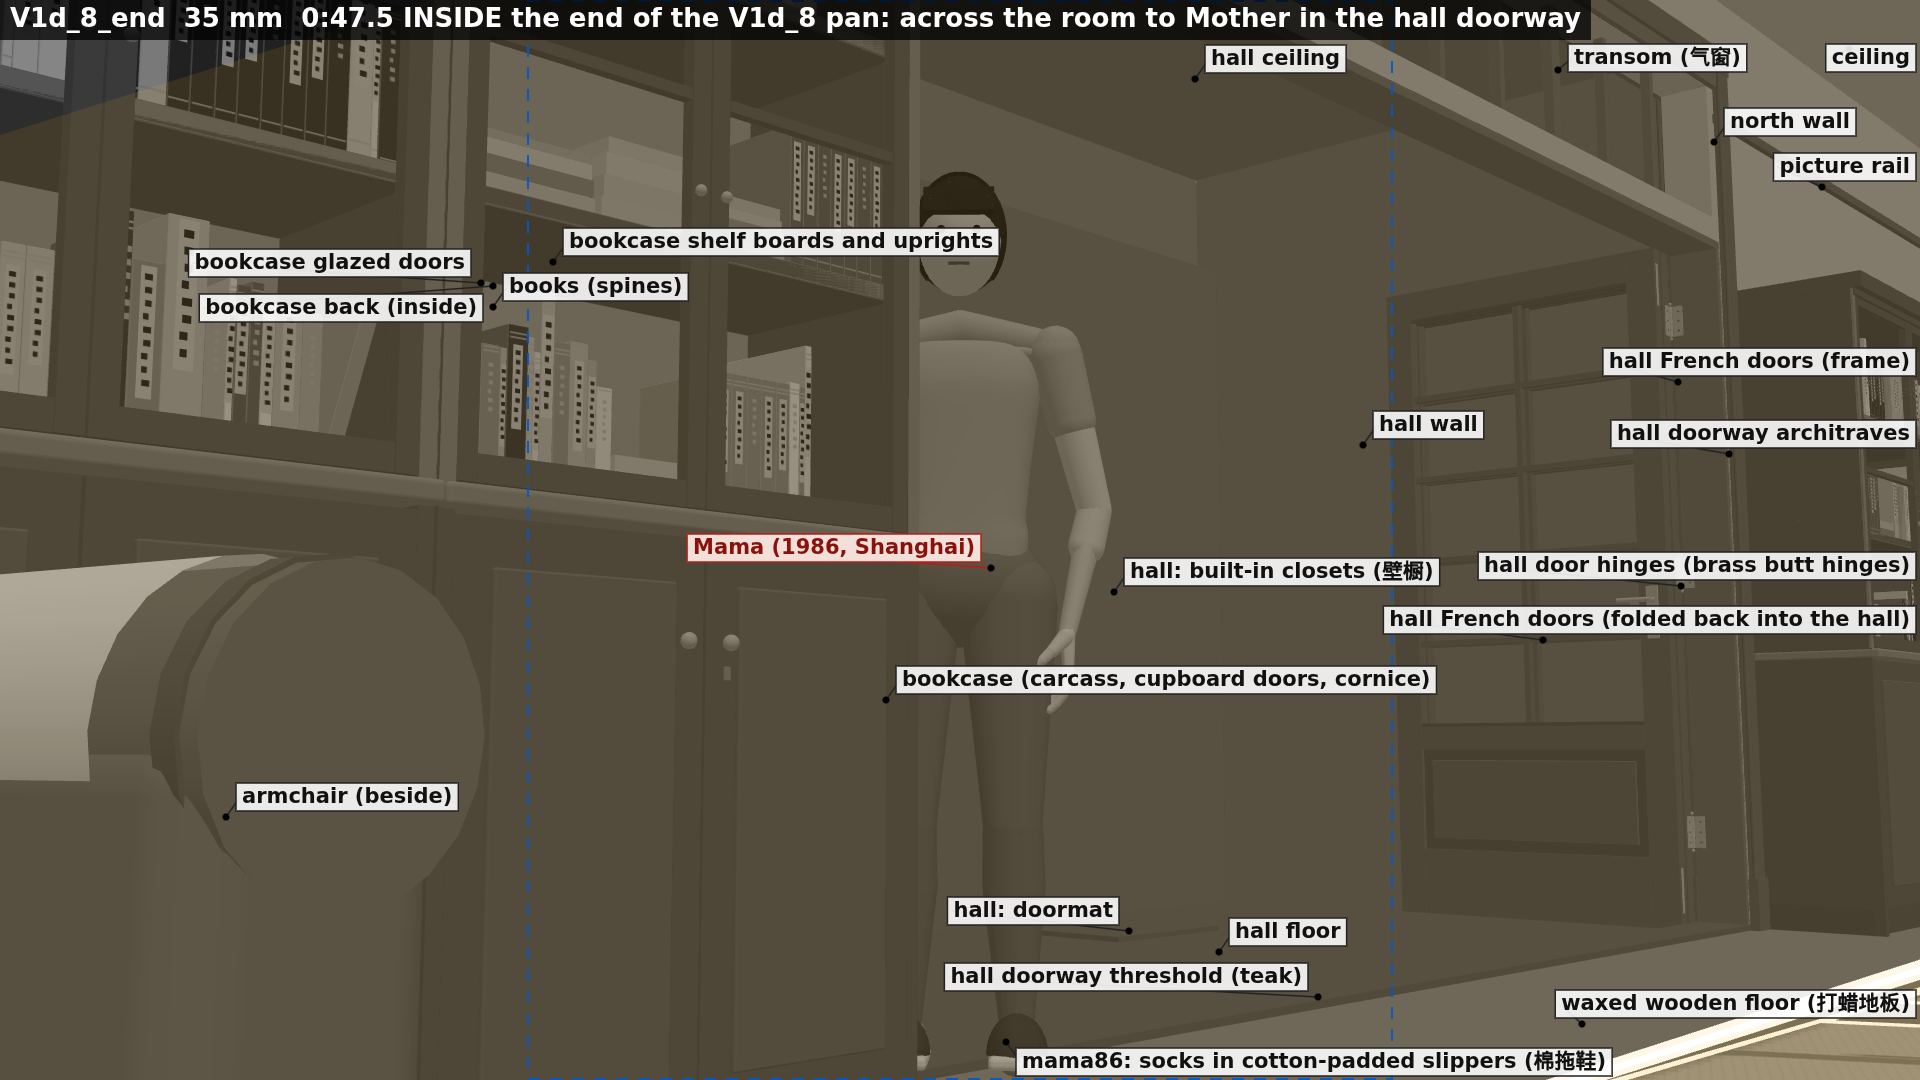 V1d_8_end 35 mm 0:47.5 INSIDE the end of the V1d_8 pan: across the room to Mother in the hall doorway
hall ceiling
transom (气窗)
ceiling
north wall
picture rail
bookcase shelf boards and uprights
bookcase glazed doors
books (spines)
bookcase back (inside)
hall French doors (frame)
hall wall
hall doorway architraves
Mama (1986, Shanghai)
hall: built-in closets (壁橱)
hall door hinges (brass butt hinges)
hall French doors (folded back into the hall)
bookcase (carcass, cupboard doors, cornice)
armchair (beside)
hall: doormat
hall floor
hall doorway threshold (teak)
waxed wooden floor (打蜡地板)
mama86: socks in cotton-padded slippers (棉拖鞋)